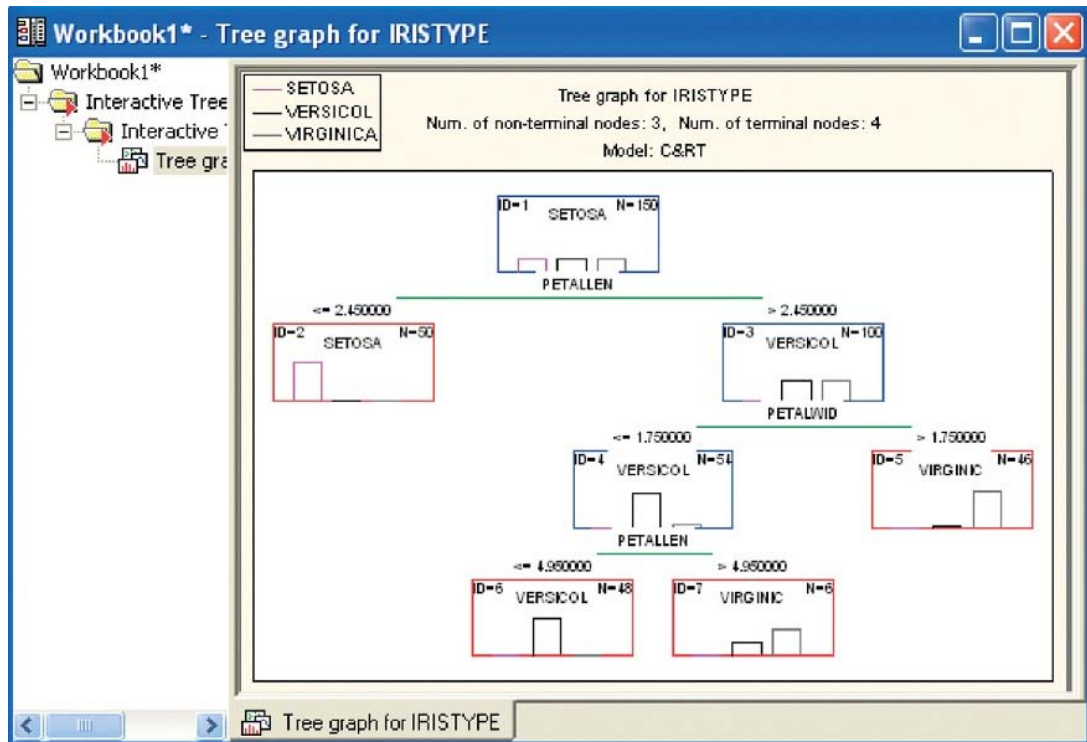 Workbook1* - Tree graph for IRISTYPE
Workbook1*
Interactive Tree
Interactive
Tree gra
SETOSA
VERSICOL
VIRGINICA
Tree graph for IRISTYPE
Num. of non-terminal nodes: 3, Num. of terminal nodes: 4
Model: C&RT
ID=1 N=150
SETOSA
PETALLEN
<= 2.450000 > 2.450000
ID=2 N=50
SETOSA
ID=3 N=100
VERSICOL
PETALWID
<= 1.750000 > 1.750000
ID=4 N=54
VERSICOL
ID=5 N=46
VIRGINIC
PETALLEN
<= 4.950000 > 4.950000
ID=6 N=48
VERSICOL
ID=7 N=6
VIRGINIC
Tree graph for IRISTYPE